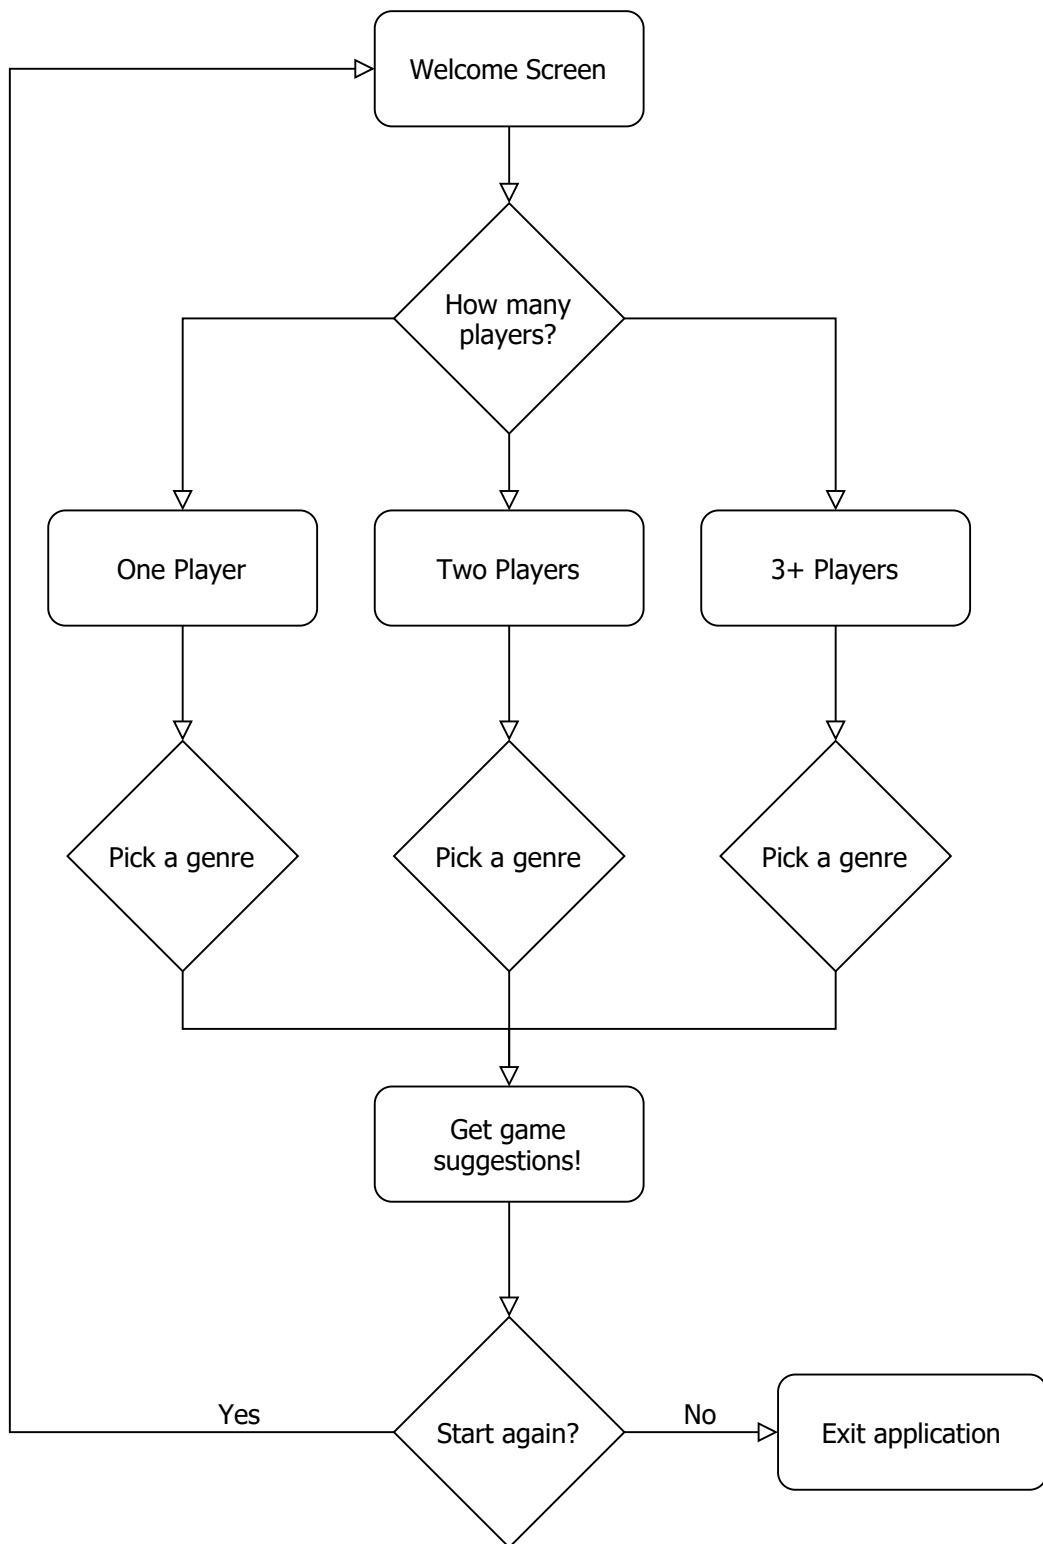 Welcome Screen
How many
players?
One Player
Two Players
3+ Players
Pick a genre
Pick a genre
Pick a genre
Get game
suggestions!
Yes
Start again?
No
Exit application